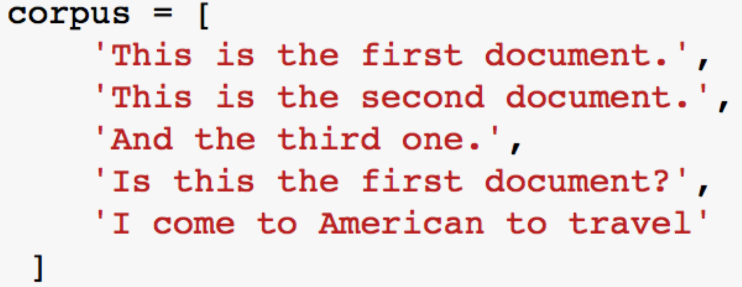 corpus = [
'This is the first document.',
'This is the second document.',
'And the third one.',
'Is this the first document?',
'I come to American to travel'
]